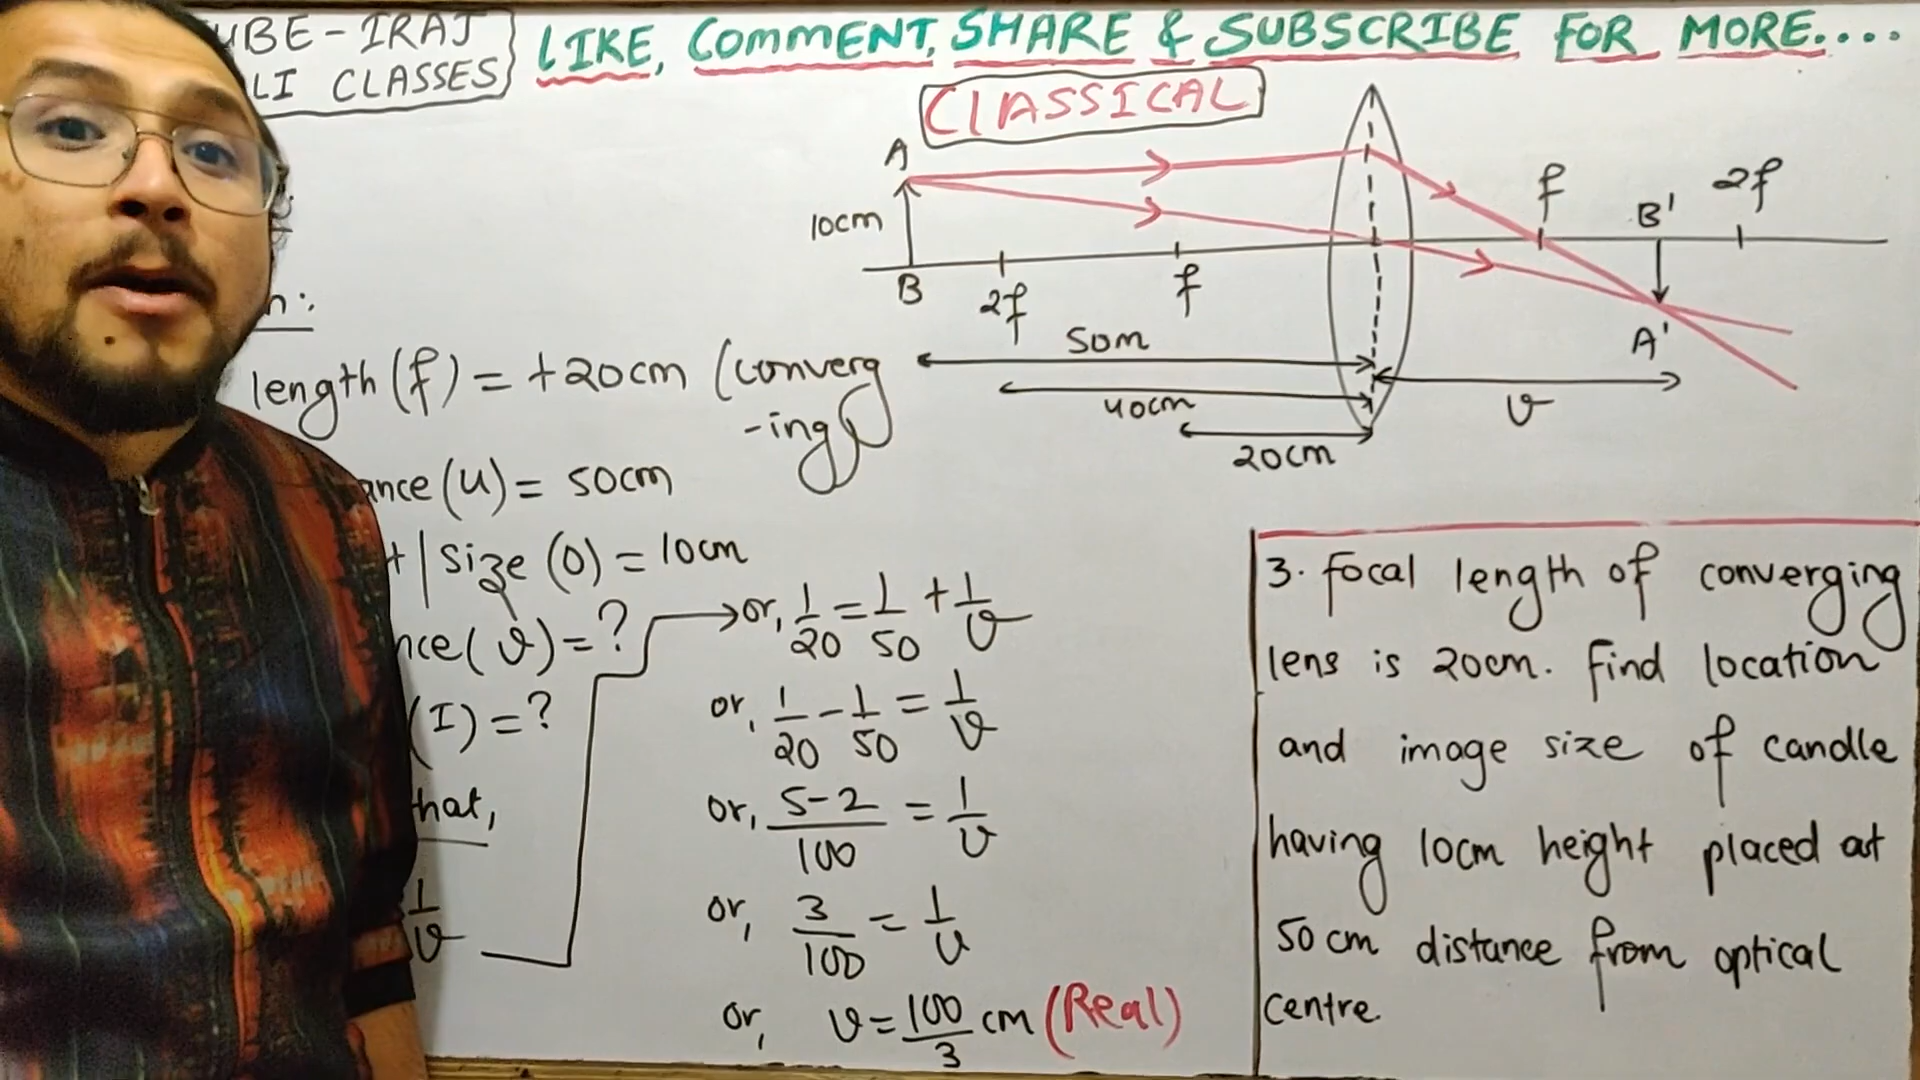 UBE-IRAJ
LI CLASSES
LIKE, COMMENT, SHARE & SUBSCRIBE FOR MORE....
CLASSICAL
A
10cm
B
2f
f
f
B'
2f
A'
50m
40cm
20cm
v
n:
length (f) = +20cm (converg
-ing)
ance (u) = 50cm
t/size (O) = 10cm
nce (v) = ?
(I) = ?
hat,
1/v
or, 1/20 = 1/50 + 1/v
or, 1/20 - 1/50 = 1/v
or, 5-2/100 = 1/v
or, 3/100 = 1/v
or, v = 100/3 cm (Real)
3. Focal length of converging
lens is 20cm. Find location
and image size of candle
having 10cm height placed at
50 cm distance from optical
centre.